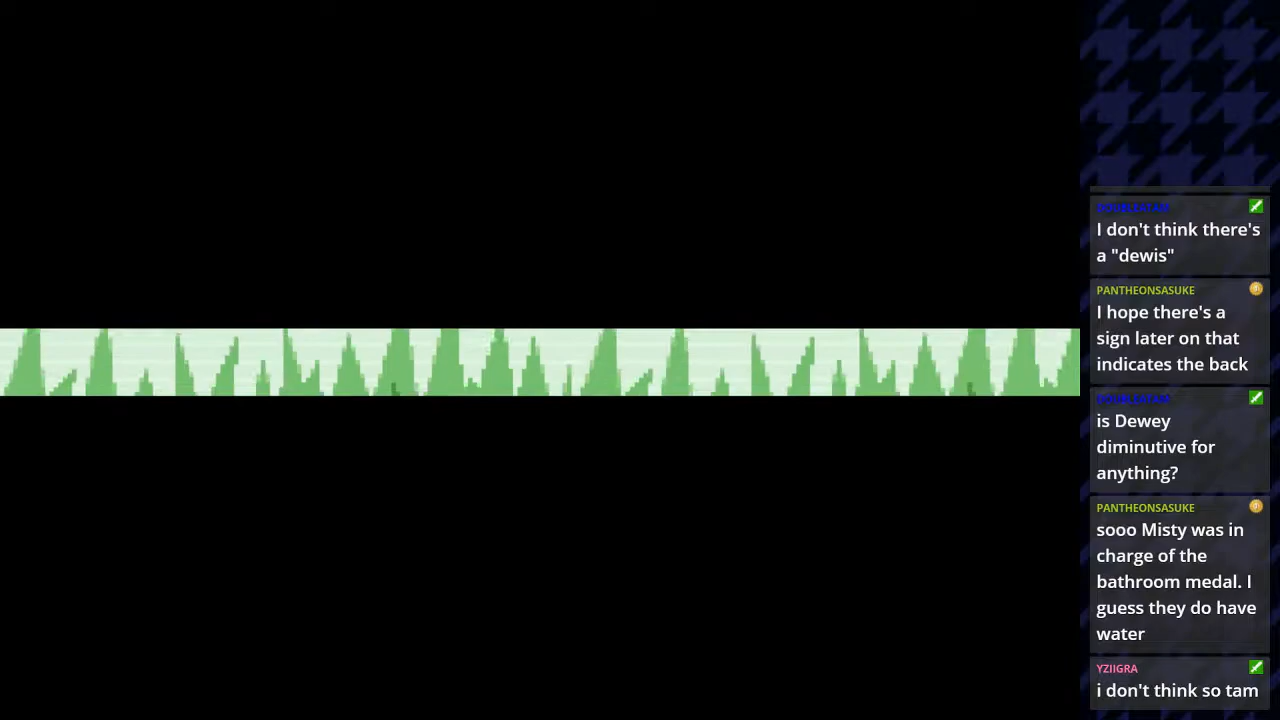 I don't think there's
a "dewis"
PANTHEONSASUKE
I hope there's a
sign later on that
indicates the back
is Dewey
diminutive for
anything?
PANTHEONSASUKE
sooo Misty was in
charge of the
bathroom medal. I
guess they do have
water
YZIIGRA
i don't think so tam